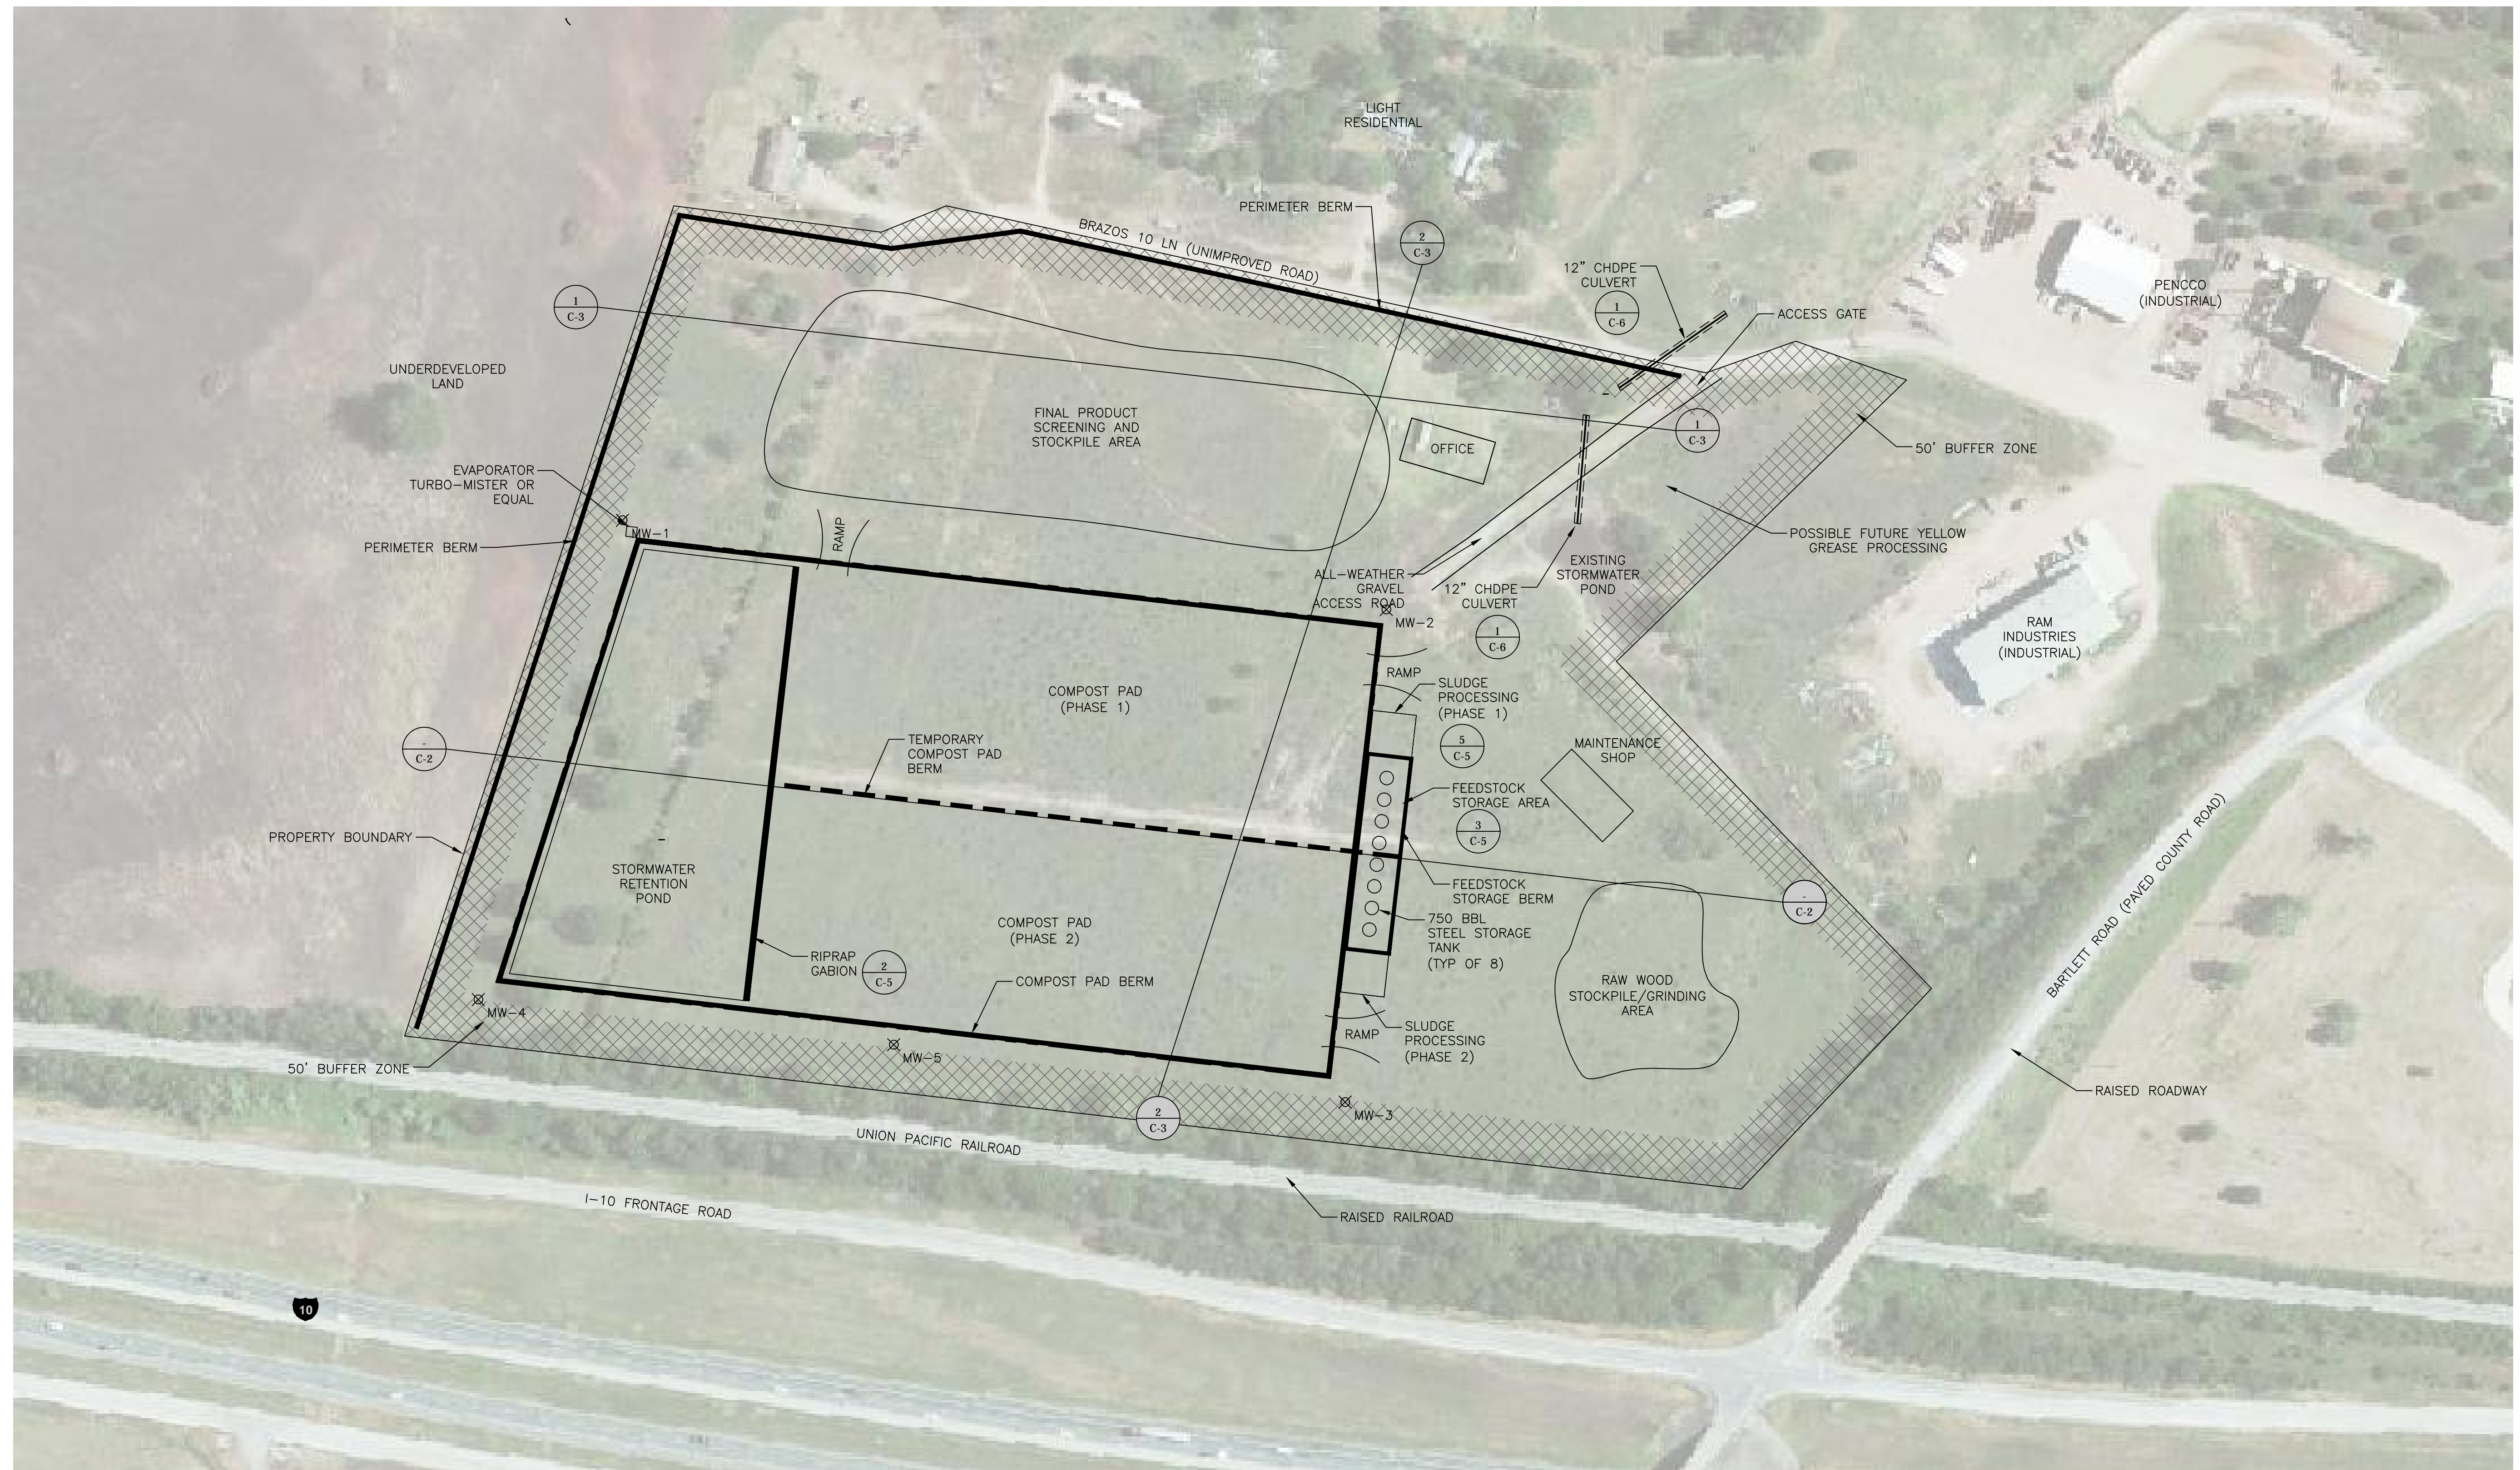 LIGHT
RESIDENTIAL
PERIMETER BERM
BRAZOS 10 LN (UNIMPROVED ROAD)
2
C-3
12" CHDPE
CULVERT
1
C-6
ACCESS GATE
PENCCO
(INDUSTRIAL)
1
C-3
UNDERDEVELOPED
LAND
FINAL PRODUCT
SCREENING AND
STOCKPILE AREA
OFFICE
1
C-3
50' BUFFER ZONE
EVAPORATOR
TURBO-MISTER OR
EQUAL
MW-1
PERIMETER BERM
RAMP
POSSIBLE FUTURE YELLOW
GREASE PROCESSING
ALL-WEATHER
GRAVEL
ACCESS ROAD
12" CHDPE
CULVERT
1
C-6
EXISTING
STORMWATER
POND
MW-2
RAM
INDUSTRIES
(INDUSTRIAL)
RAMP
SLUDGE
PROCESSING
(PHASE 1)
5
C-5
COMPOST PAD
(PHASE 1)
-
C-2
TEMPORARY
COMPOST PAD
BERM
MAINTENANCE
SHOP
FEEDSTOCK
STORAGE AREA
3
C-5
PROPERTY BOUNDARY
STORMWATER
RETENTION
POND
FEEDSTOCK
STORAGE BERM
-
C-2
BARTLETT ROAD (PAVED COUNTY ROAD)
COMPOST PAD
(PHASE 2)
750 BBL
STEEL STORAGE
TANK
(TYP OF 8)
RIPRAP
GABION
2
C-5
COMPOST PAD BERM
RAW WOOD
STOCKPILE/GRINDING
AREA
MW-4
RAMP
SLUDGE
PROCESSING
(PHASE 2)
MW-5
50' BUFFER ZONE
2
C-3
MW-3
RAISED ROADWAY
UNION PACIFIC RAILROAD
I-10 FRONTAGE ROAD
RAISED RAILROAD
10